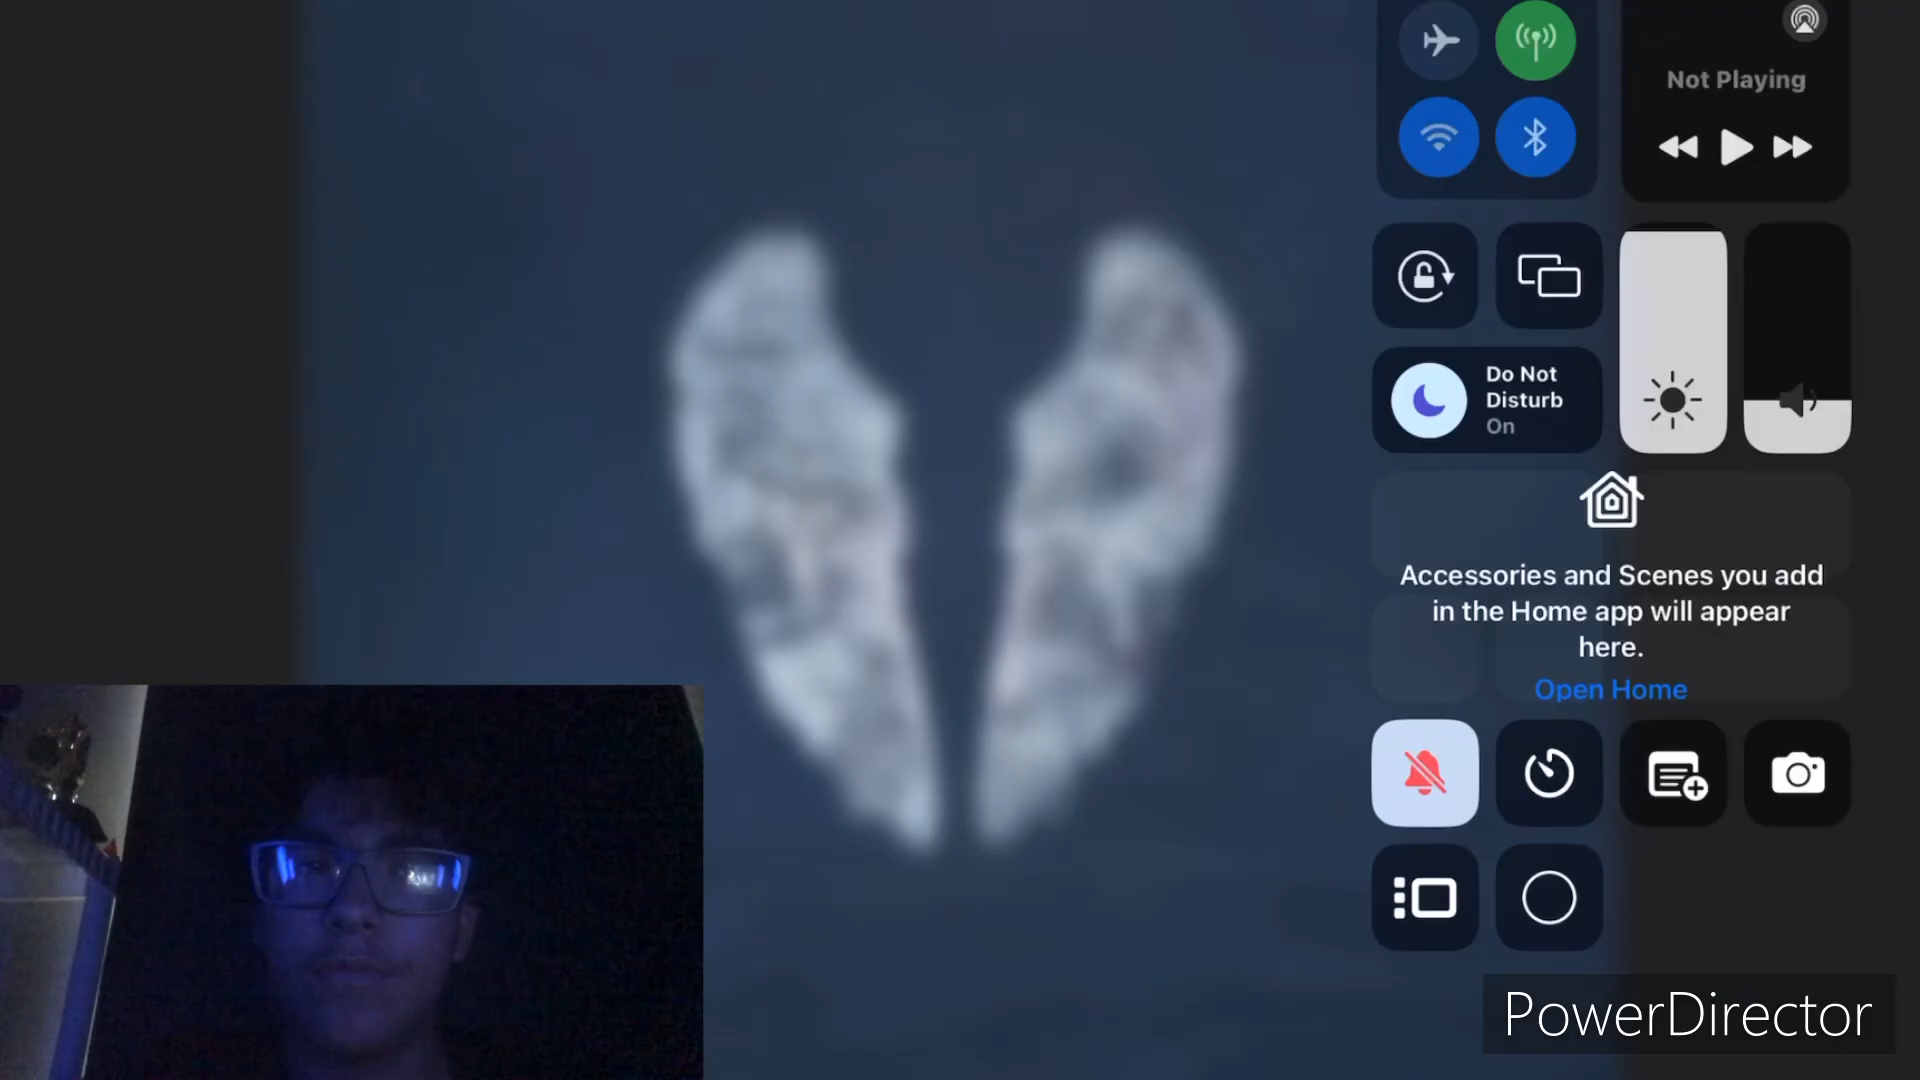 Not Playing
Do Not
Disturb
On
Accessories and Scenes you add
in the Home app will appear
here.
Open Home
PowerDirector